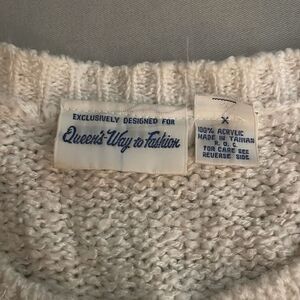 EXCLUSIVELY DESIGNED FOR
Queen's-Way to Fashion
X
100% ACRYLIC
MADE IN TAIWAN
R. O. C.
FOR CARE SEE
REVERSE SIDE